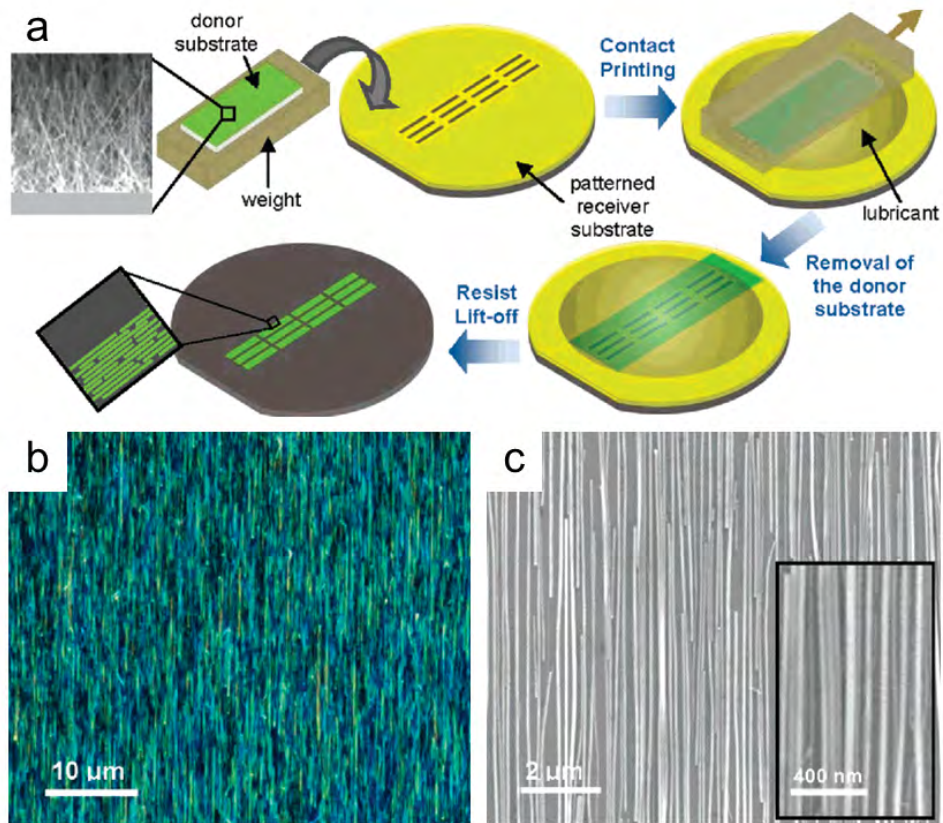 a
donor
substrate
weight
patterned
receiver
substrate
Contact
Printing
lubricant
Removal of
the donor
substrate
Resist
Lift-off
b
10 µm
c
2 µm
400 nm